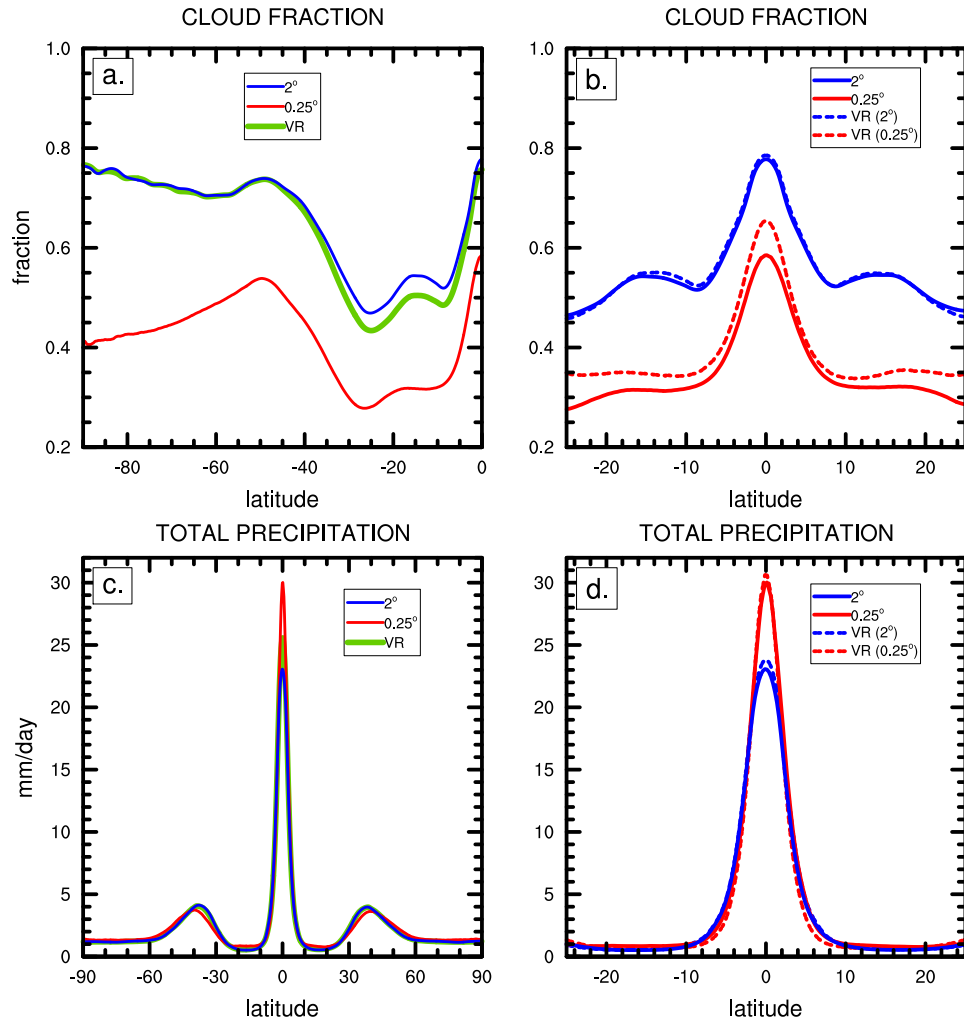 CLOUD FRACTION
a.
2°
0.25°
VR
fraction
1.0
0.8
0.6
0.4
0.2
-80 -60 -40 -20 0
latitude
CLOUD FRACTION
b.
2°
0.25°
VR (2°)
VR (0.25°)
1.0
0.8
0.6
0.4
0.2
-20 -10 0 10 20
latitude
TOTAL PRECIPITATION
c.
2°
0.25°
VR
mm/day
30
25
20
15
10
5
0
-90 -60 -30 0 30 60 90
latitude
TOTAL PRECIPITATION
d.
2°
0.25°
VR (2°)
VR (0.25°)
30
25
20
15
10
5
0
-20 -10 0 10 20
latitude